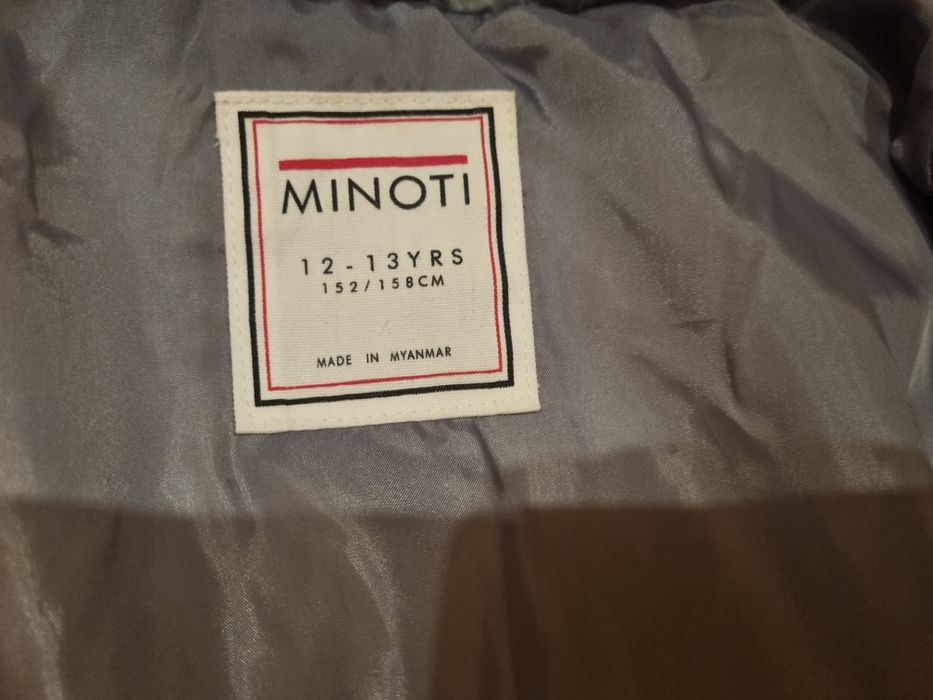 MINOTI
12-13YRS
152/158CM
MADE IN MYANMAR